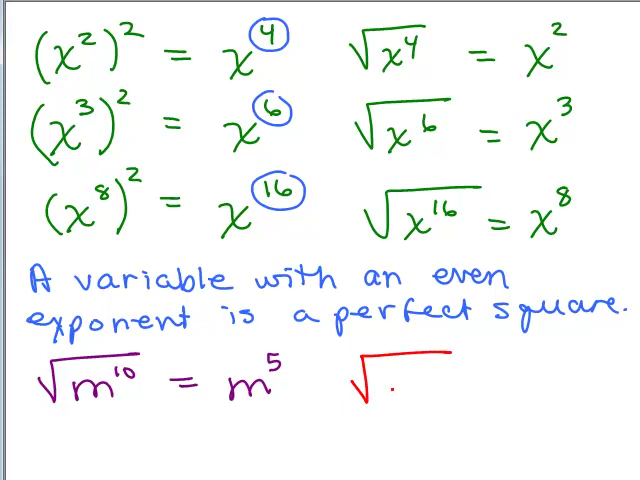 (x²)² = x⁴ √x⁴ = x²
(x³)² = x⁶ √x⁶ = x³
(x⁸)² = x¹⁶ √x¹⁶ = x⁸
A variable with an even
exponent is a perfect square.
√m¹⁰ = m⁵ √